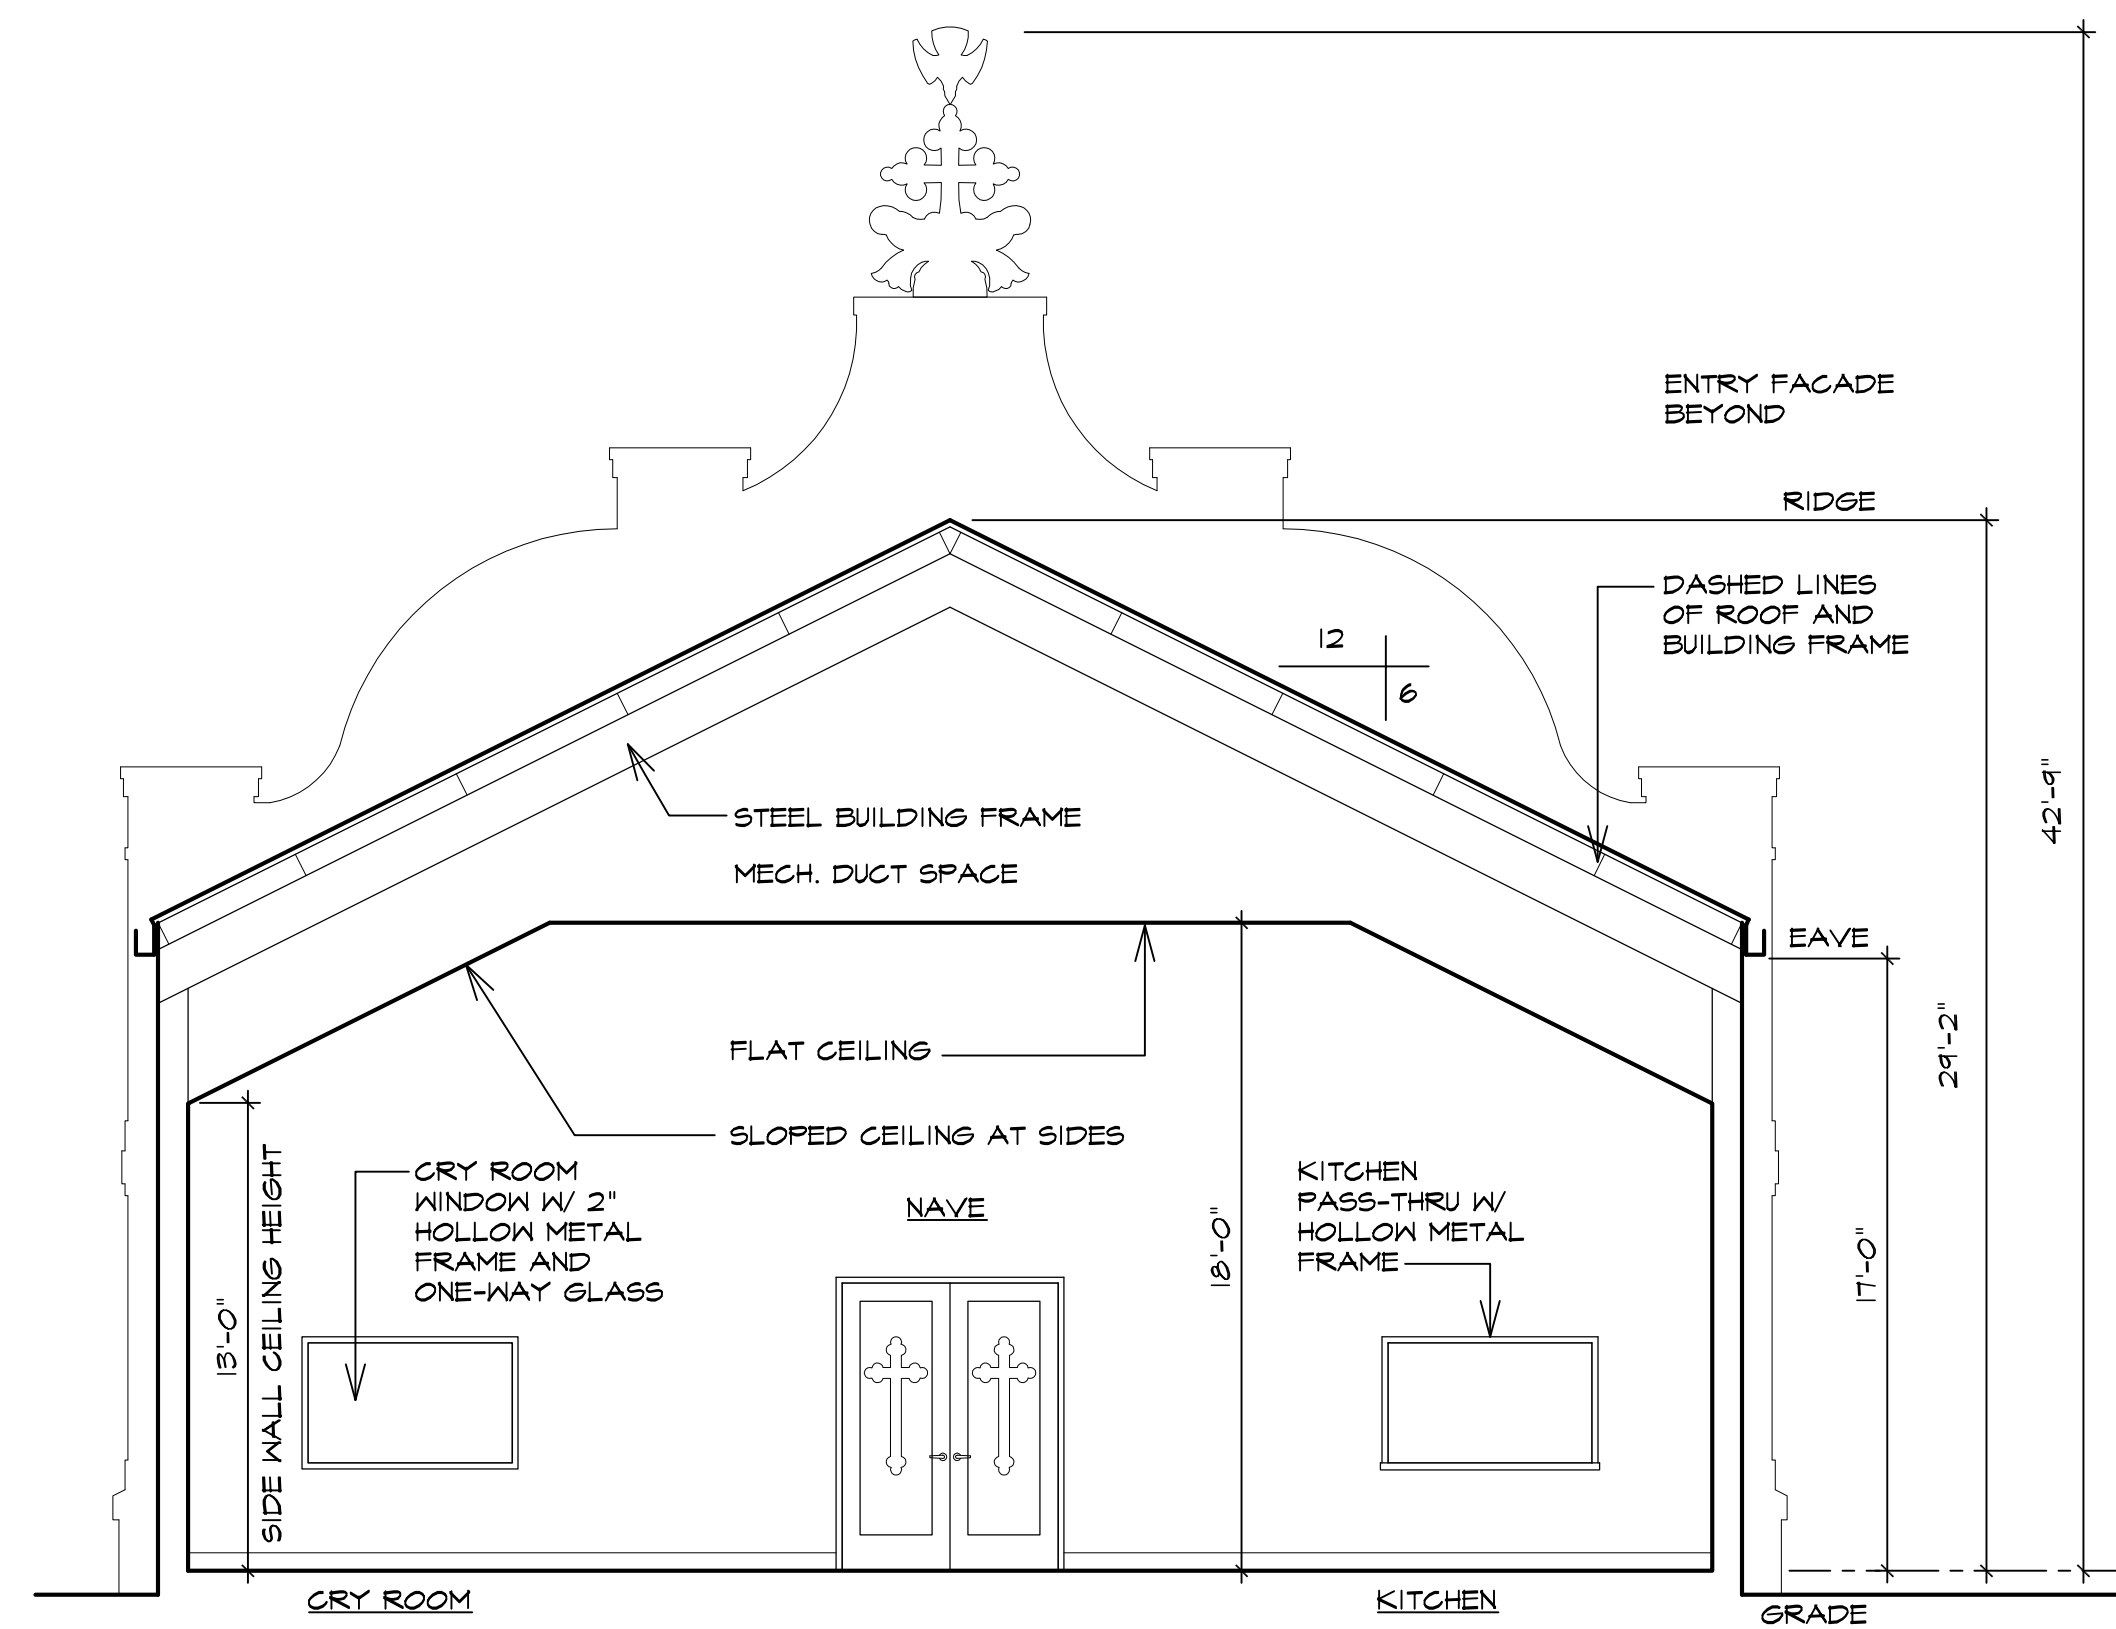 ENTRY FACADE
BEYOND
RIDGE
DASHED LINES
OF ROOF AND
BUILDING FRAME
12
6
42'-9"
STEEL BUILDING FRAME
MECH. DUCT SPACE
EAVE
29'-2"
FLAT CEILING
SLOPED CEILING AT SIDES
CRY ROOM
WINDOW W/ 2"
HOLLOW METAL
FRAME AND
ONE-WAY GLASS
NAVE
KITCHEN
PASS-THRU W/
HOLLOW METAL
FRAME
18'-0"
17'-0"
13'-0"
SIDE WALL CEILING HEIGHT
CRY ROOM
KITCHEN
GRADE